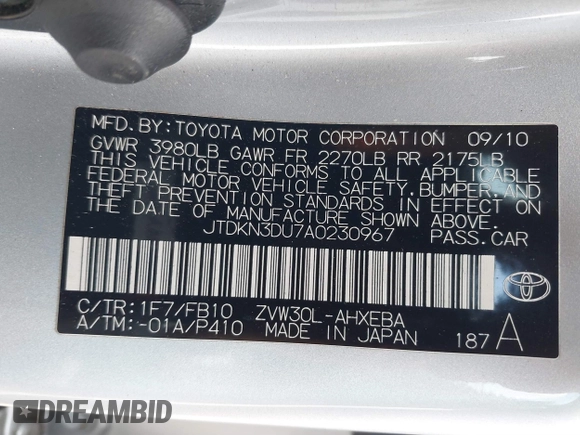 MFD. BY: TOYOTA MOTOR CORPORATION 09/10
GVWR 3980LB GAWR FR 2270LB RR 2175LB
THIS VEHICLE CONFORMS TO ALL APPLICABLE
FEDERAL MOTOR VEHICLE SAFETY, BUMPER, AND
THEFT PREVENTION STANDARDS IN EFFECT ON
THE DATE OF MANUFACTURE SHOWN ABOVE.
JTDKN3DU7A0230967 PASS. CAR
C/TR: 1F7/FB10 ZVW30L-AHXEBA
A/TM: -01A/P410 MADE IN JAPAN 187 A
DREAMBID